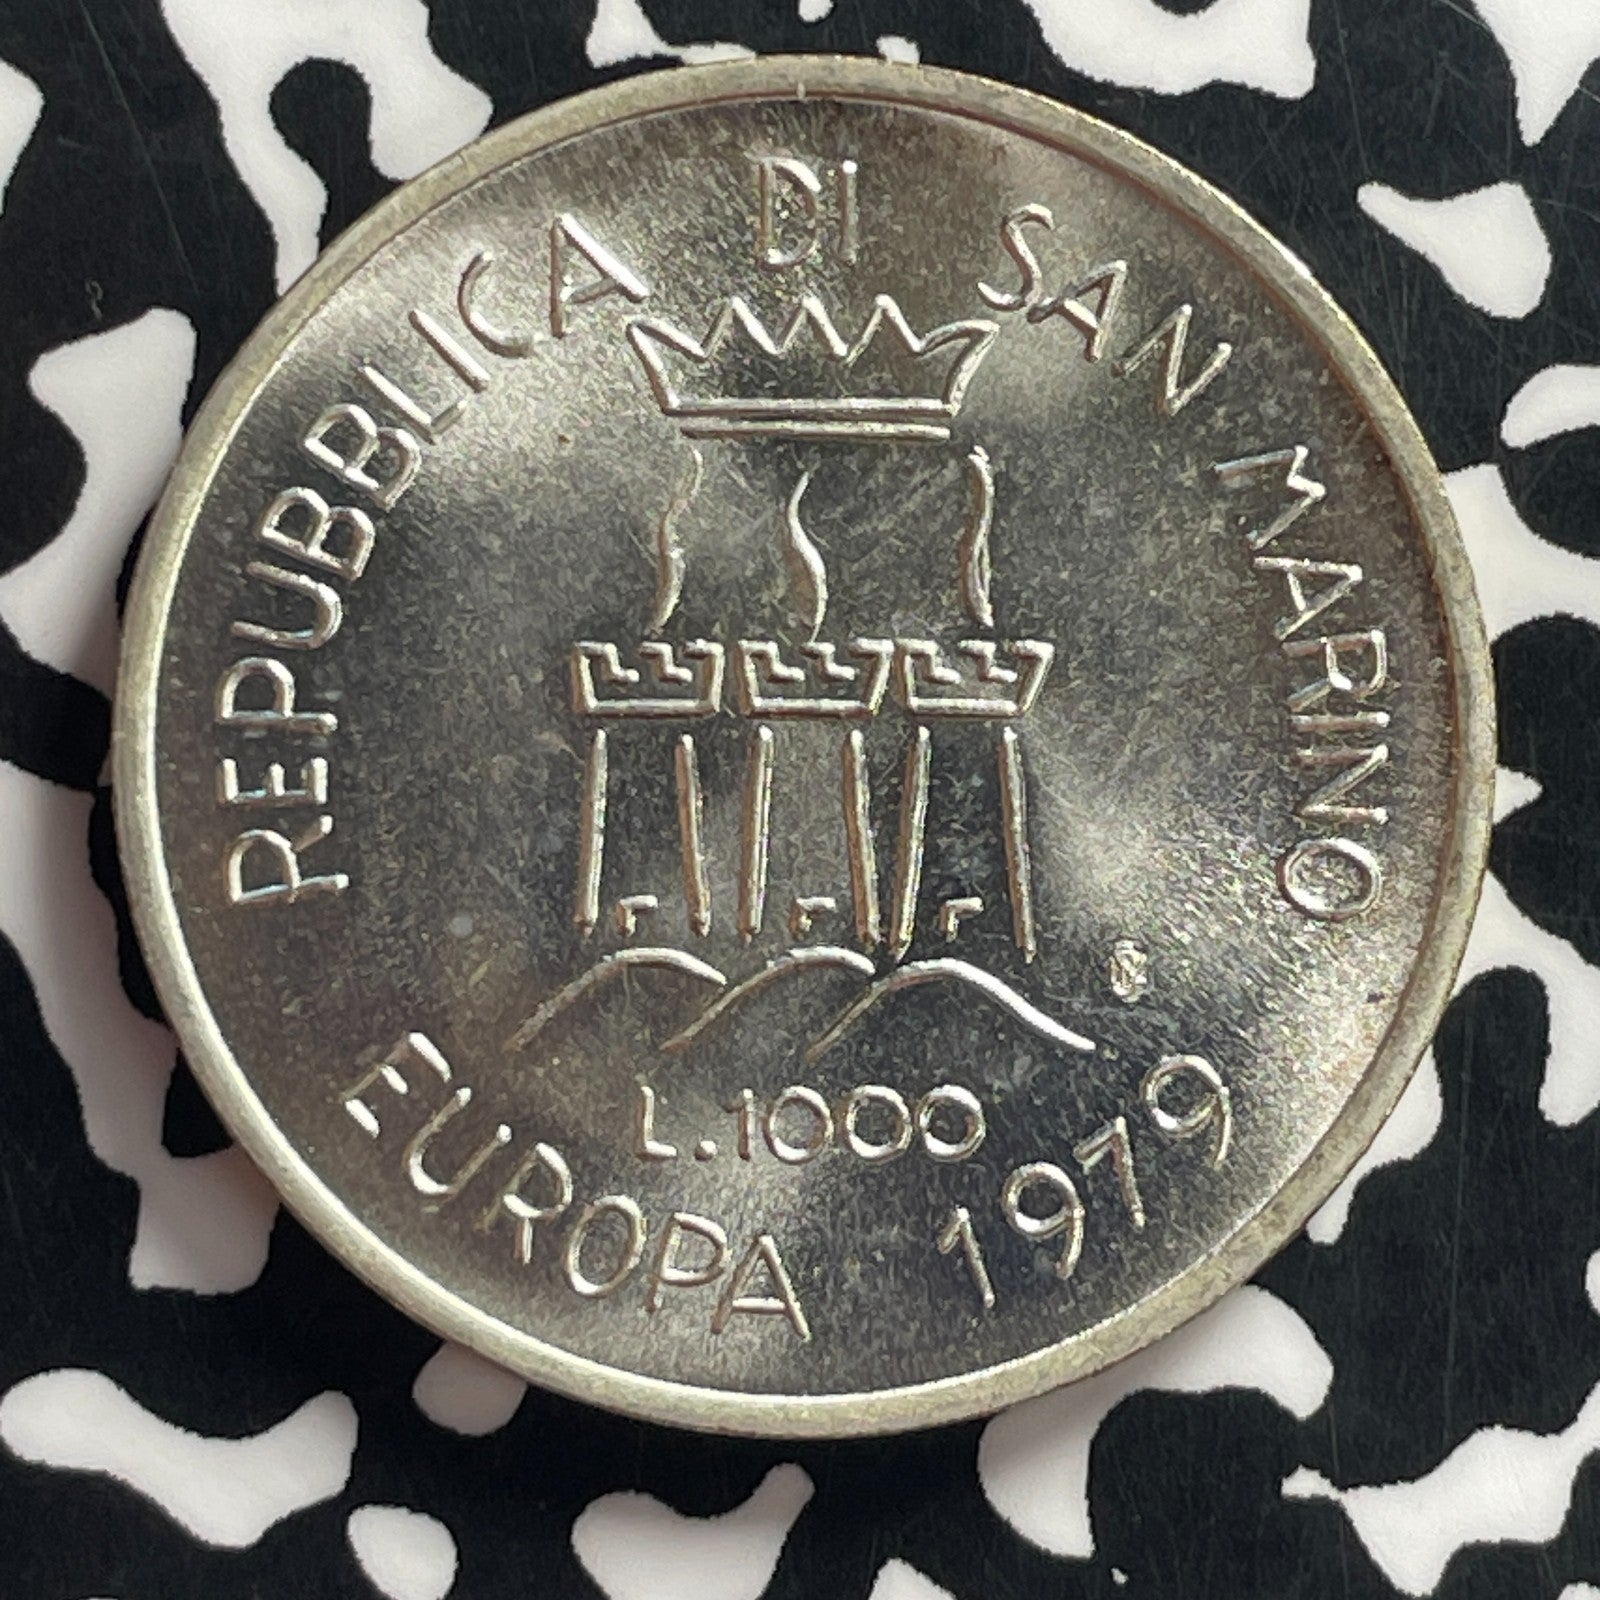 REPUBBLICA DI SAN MARINO
L.1000
EUROPA 1979